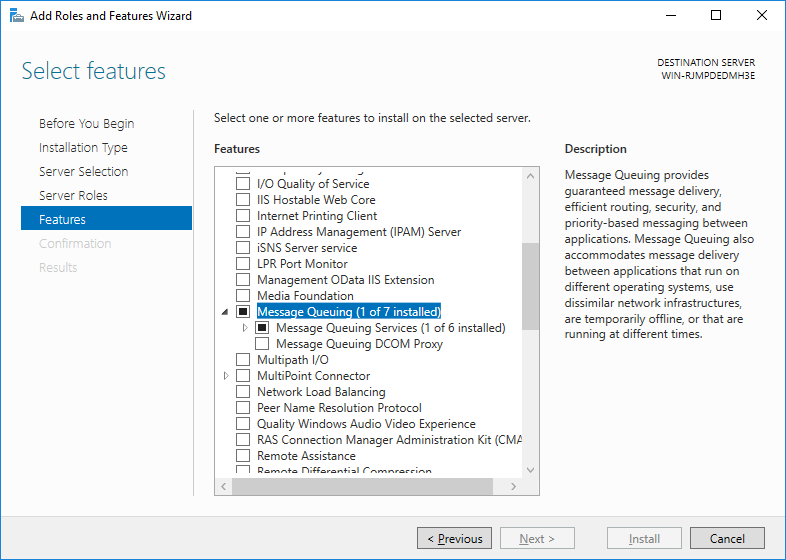 Add Roles and Features Wizard
Select features
DESTINATION SERVER
WIN-RJMPDEDMH3E
Before You Begin
Installation Type
Server Selection
Server Roles
Features
Confirmation
Results
Select one or more features to install on the selected server.
Features
I/O Quality of Service
IIS Hostable Web Core
Internet Printing Client
IP Address Management (IPAM) Server
iSNS Server service
LPR Port Monitor
Management OData IIS Extension
Media Foundation
Message Queuing (1 of 7 installed)
Message Queuing Services (1 of 6 installed)
Message Queuing DCOM Proxy
Multipath I/O
MultiPoint Connector
Network Load Balancing
Peer Name Resolution Protocol
Quality Windows Audio Video Experience
RAS Connection Manager Administration Kit (CMA
Remote Assistance
Remote Differential Compression
Description
Message Queuing provides
guaranteed message delivery,
efficient routing, security, and
priority-based messaging between
applications. Message Queuing also
accommodates message delivery
between applications that run on
different operating systems, use
dissimilar network infrastructures,
are temporarily offline, or that are
running at different times.
< Previous
Next >
Install
Cancel